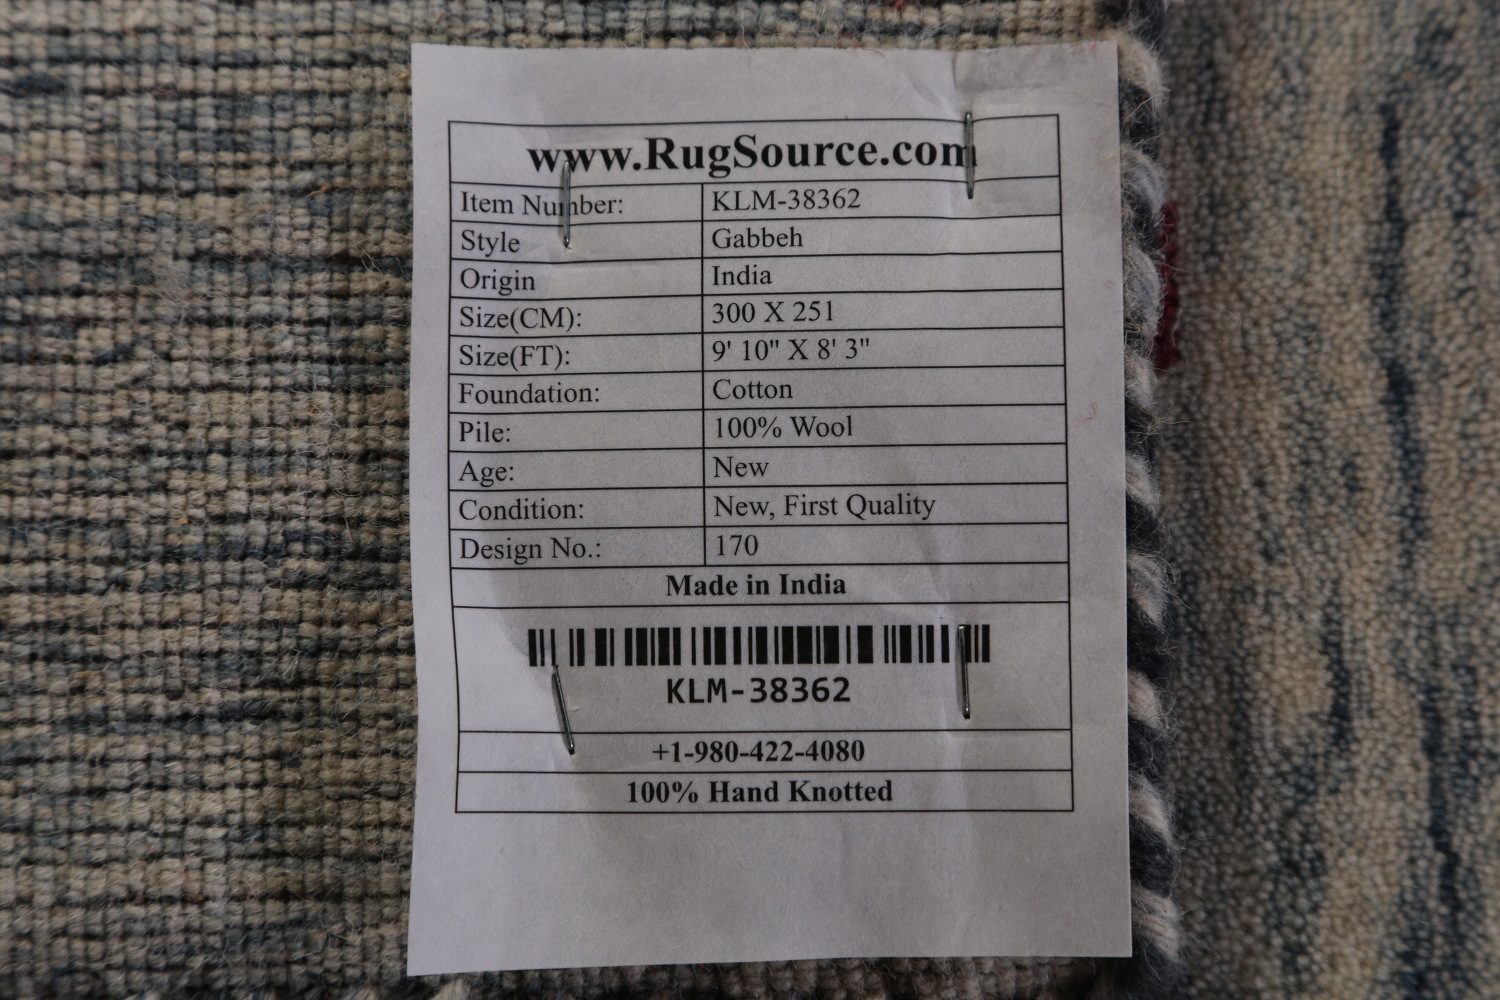 www.RugSource.com
Item Number: KLM-38362
Style Gabbeh
Origin India
Size(CM): 300 X 251
Size(FT): 9' 10" X 8' 3"
Foundation: Cotton
Pile: 100% Wool
Age: New
Condition: New, First Quality
Design No.: 170
Made in India
KLM-38362
+1-980-422-4080
100% Hand Knotted